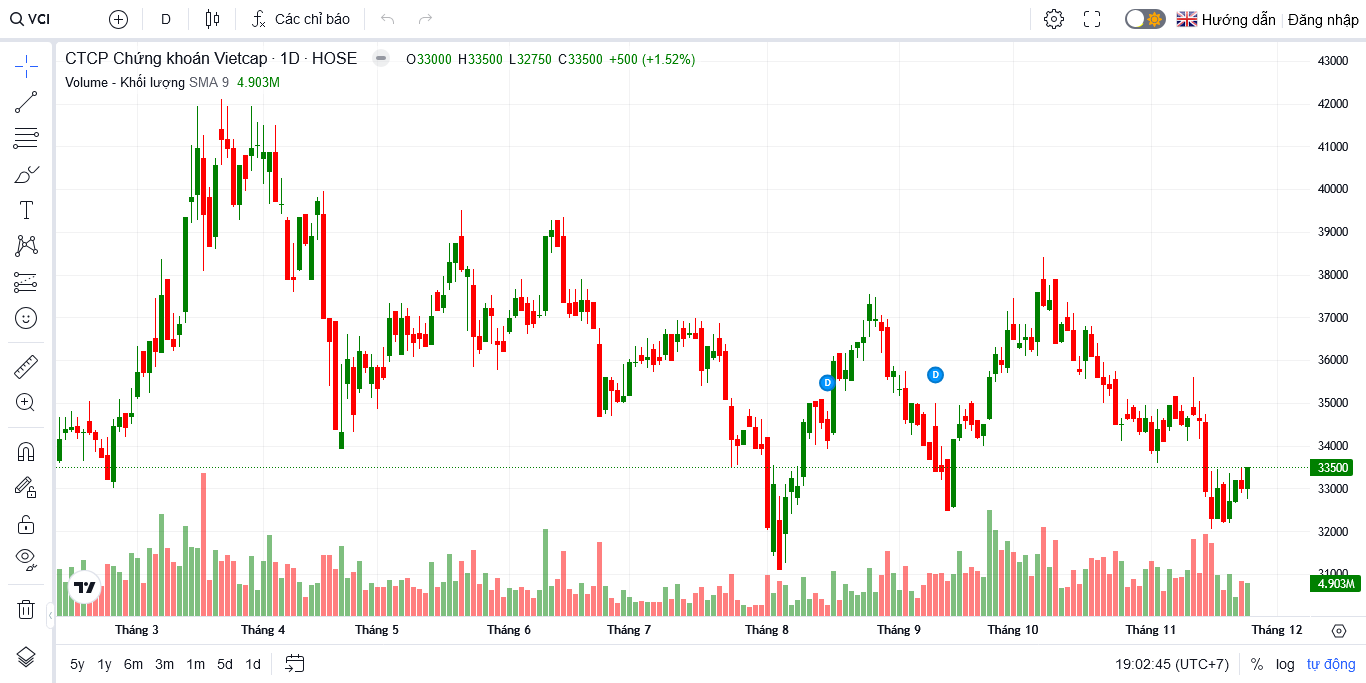 VCI D Các chỉ báo Hướng dẫn Đăng nhập
CTCP Chứng khoán Vietcap · 1D · HOSE O33000 H33500 L32750 C33500 +500 (+1.52%)
Volume - Khối lượng SMA 9 4.903M
43000
42000
41000
40000
39000
38000
37000
36000
35000
34000
33500
33000
32000
31000
4.903M
D
D
Tháng 3 Tháng 4 Tháng 5 Tháng 6 Tháng 7 Tháng 8 Tháng 9 Tháng 10 Tháng 11 Tháng 12
5y 1y 6m 3m 1m 5d 1d 19:02:45 (UTC+7) % log tự động